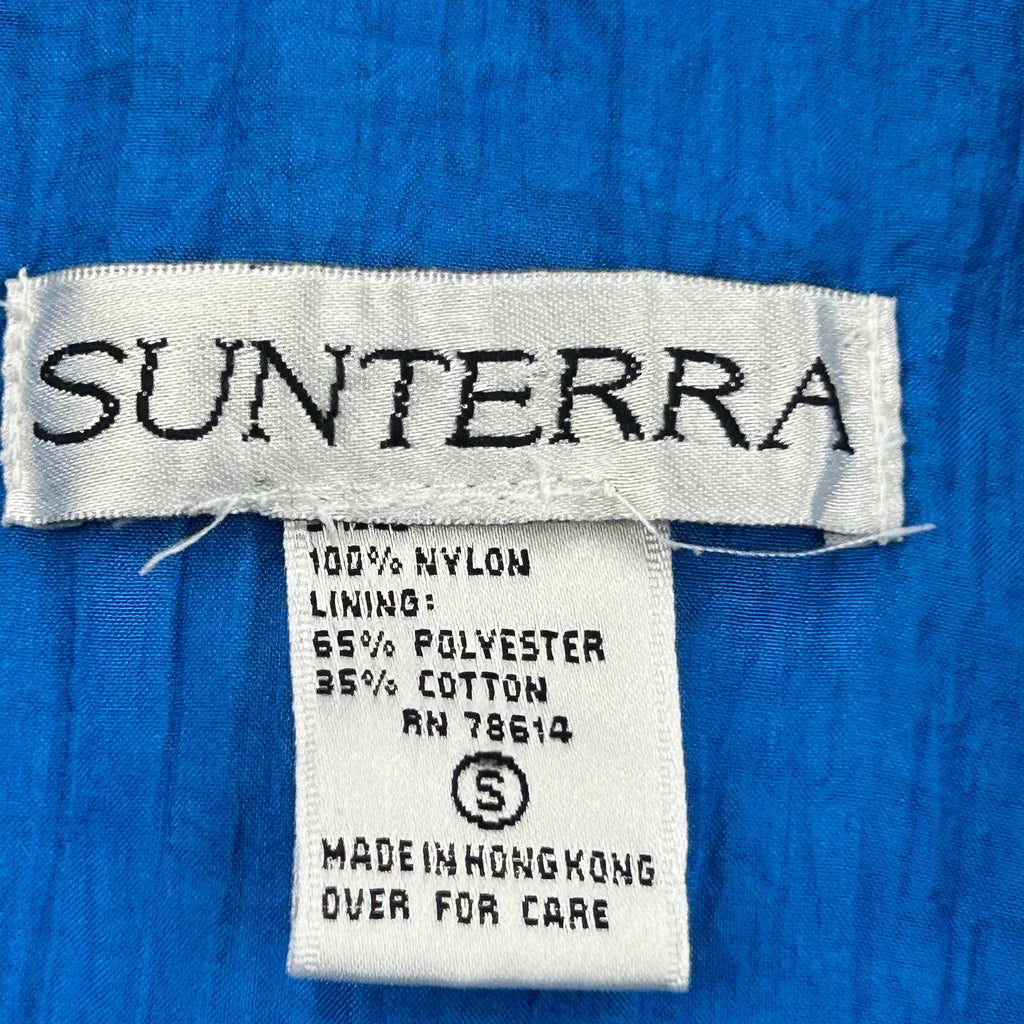 SUNTERRA
100% NYLON
LINING:
65% POLYESTER
35% COTTON
RN 78614
S
MADE IN HONG KONG
OVER FOR CARE